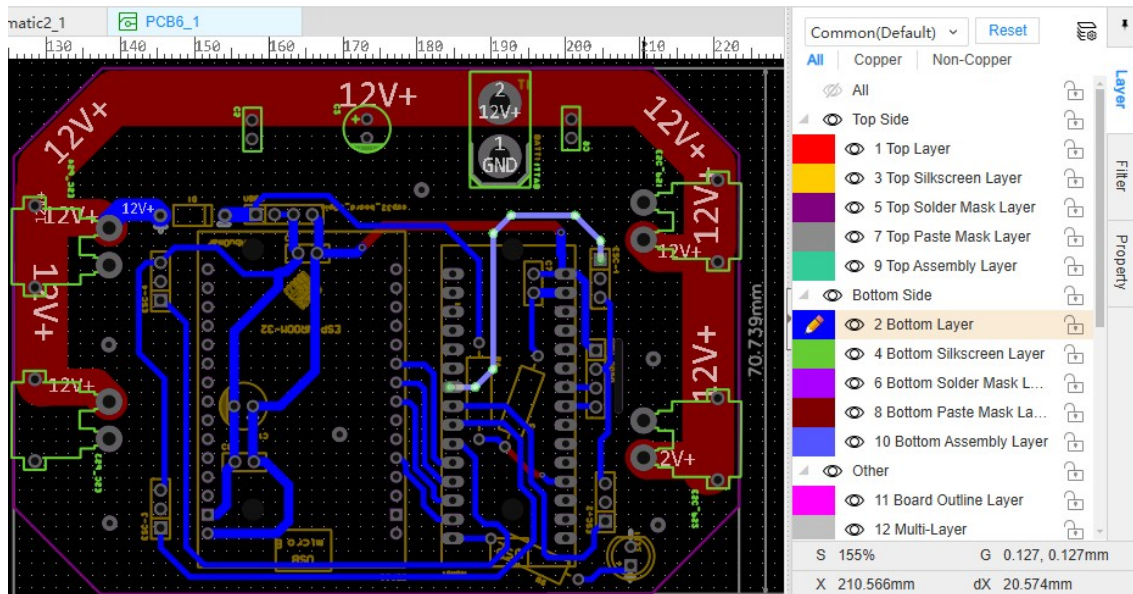 matic2_1
PCB6_1
130 140 150 160 170 180 190 200 210 220
12V+
12V+
12V+
2
12V+
1
GND
12V+
12V+
12V+
12V+
12V+
12V+
12V+
12V+
2V+
USB
micro B
70.739mm
Common(Default)
Reset
All Copper Non-Copper
All
Top Side
1 Top Layer
3 Top Silkscreen Layer
5 Top Solder Mask Layer
7 Top Paste Mask Layer
9 Top Assembly Layer
Bottom Side
2 Bottom Layer
4 Bottom Silkscreen Layer
6 Bottom Solder Mask L...
8 Bottom Paste Mask La...
10 Bottom Assembly Layer
Other
11 Board Outline Layer
12 Multi-Layer
S 155% G 0.127, 0.127mm
X 210.566mm dX 20.574mm
Layer
Filter
Property